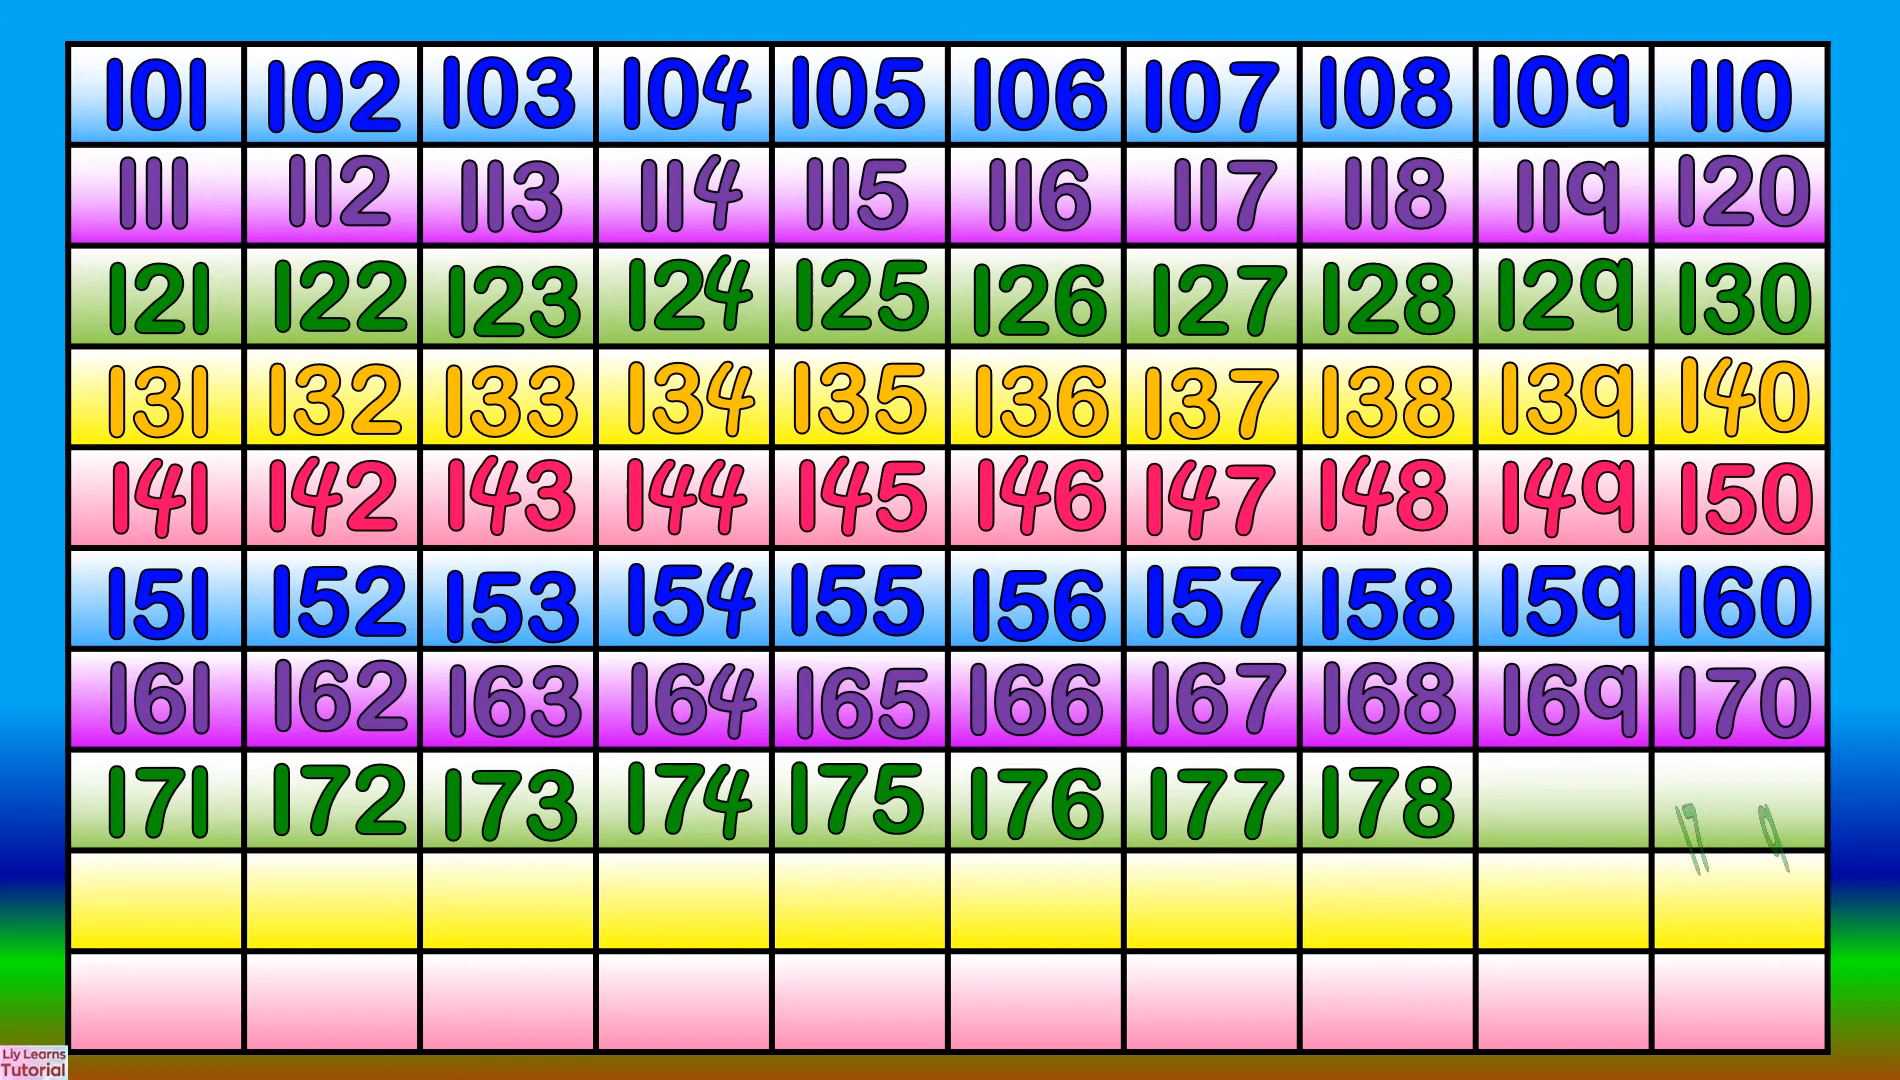 101 102 103 104 105 106 107 108 109 110
111 112 113 114 115 116 117 118 119 120
121 122 123 124 125 126 127 128 129 130
131 132 133 134 135 136 137 138 139 140
141 142 143 144 145 146 147 148 149 150
151 152 153 154 155 156 157 158 159 160
161 162 163 164 165 166 167 168 169 170
171 172 173 174 175 176 177 178
Liy Learns
Tutorial